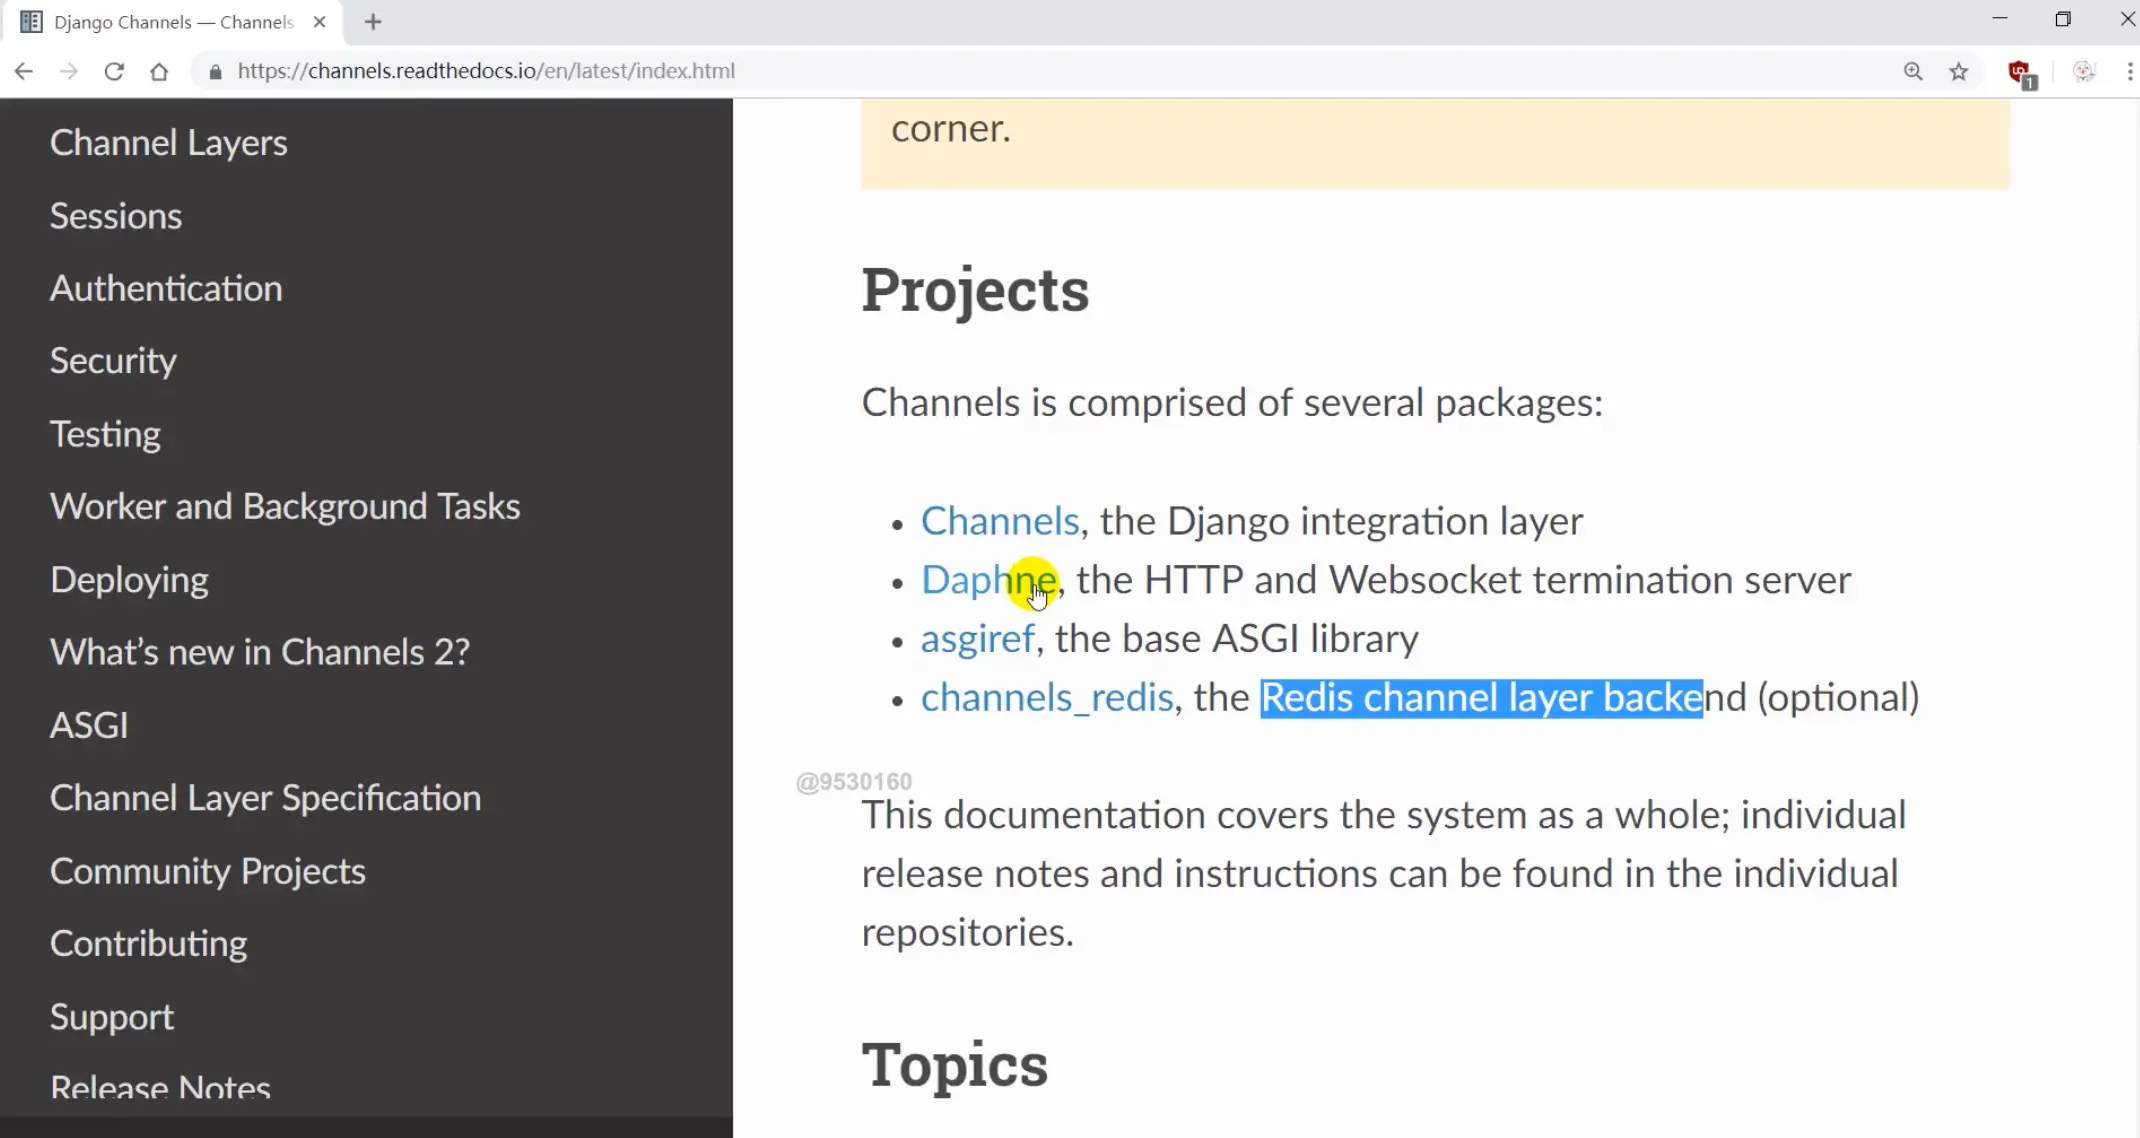 Django Channels — Channels
https://channels.readthedocs.io/en/latest/index.html
1
Channel Layers
Sessions
Authentication
Security
Testing
Worker and Background Tasks
Deploying
What's new in Channels 2?
ASGI
Channel Layer Specification
Community Projects
Contributing
Support
Release Notes
corner.
Projects
Channels is comprised of several packages:
• Channels, the Django integration layer
• Daphne, the HTTP and Websocket termination server
• asgiref, the base ASGI library
• channels_redis, the Redis channel layer backend (optional)
@9530160
This documentation covers the system as a whole; individual
release notes and instructions can be found in the individual
repositories.
Topics